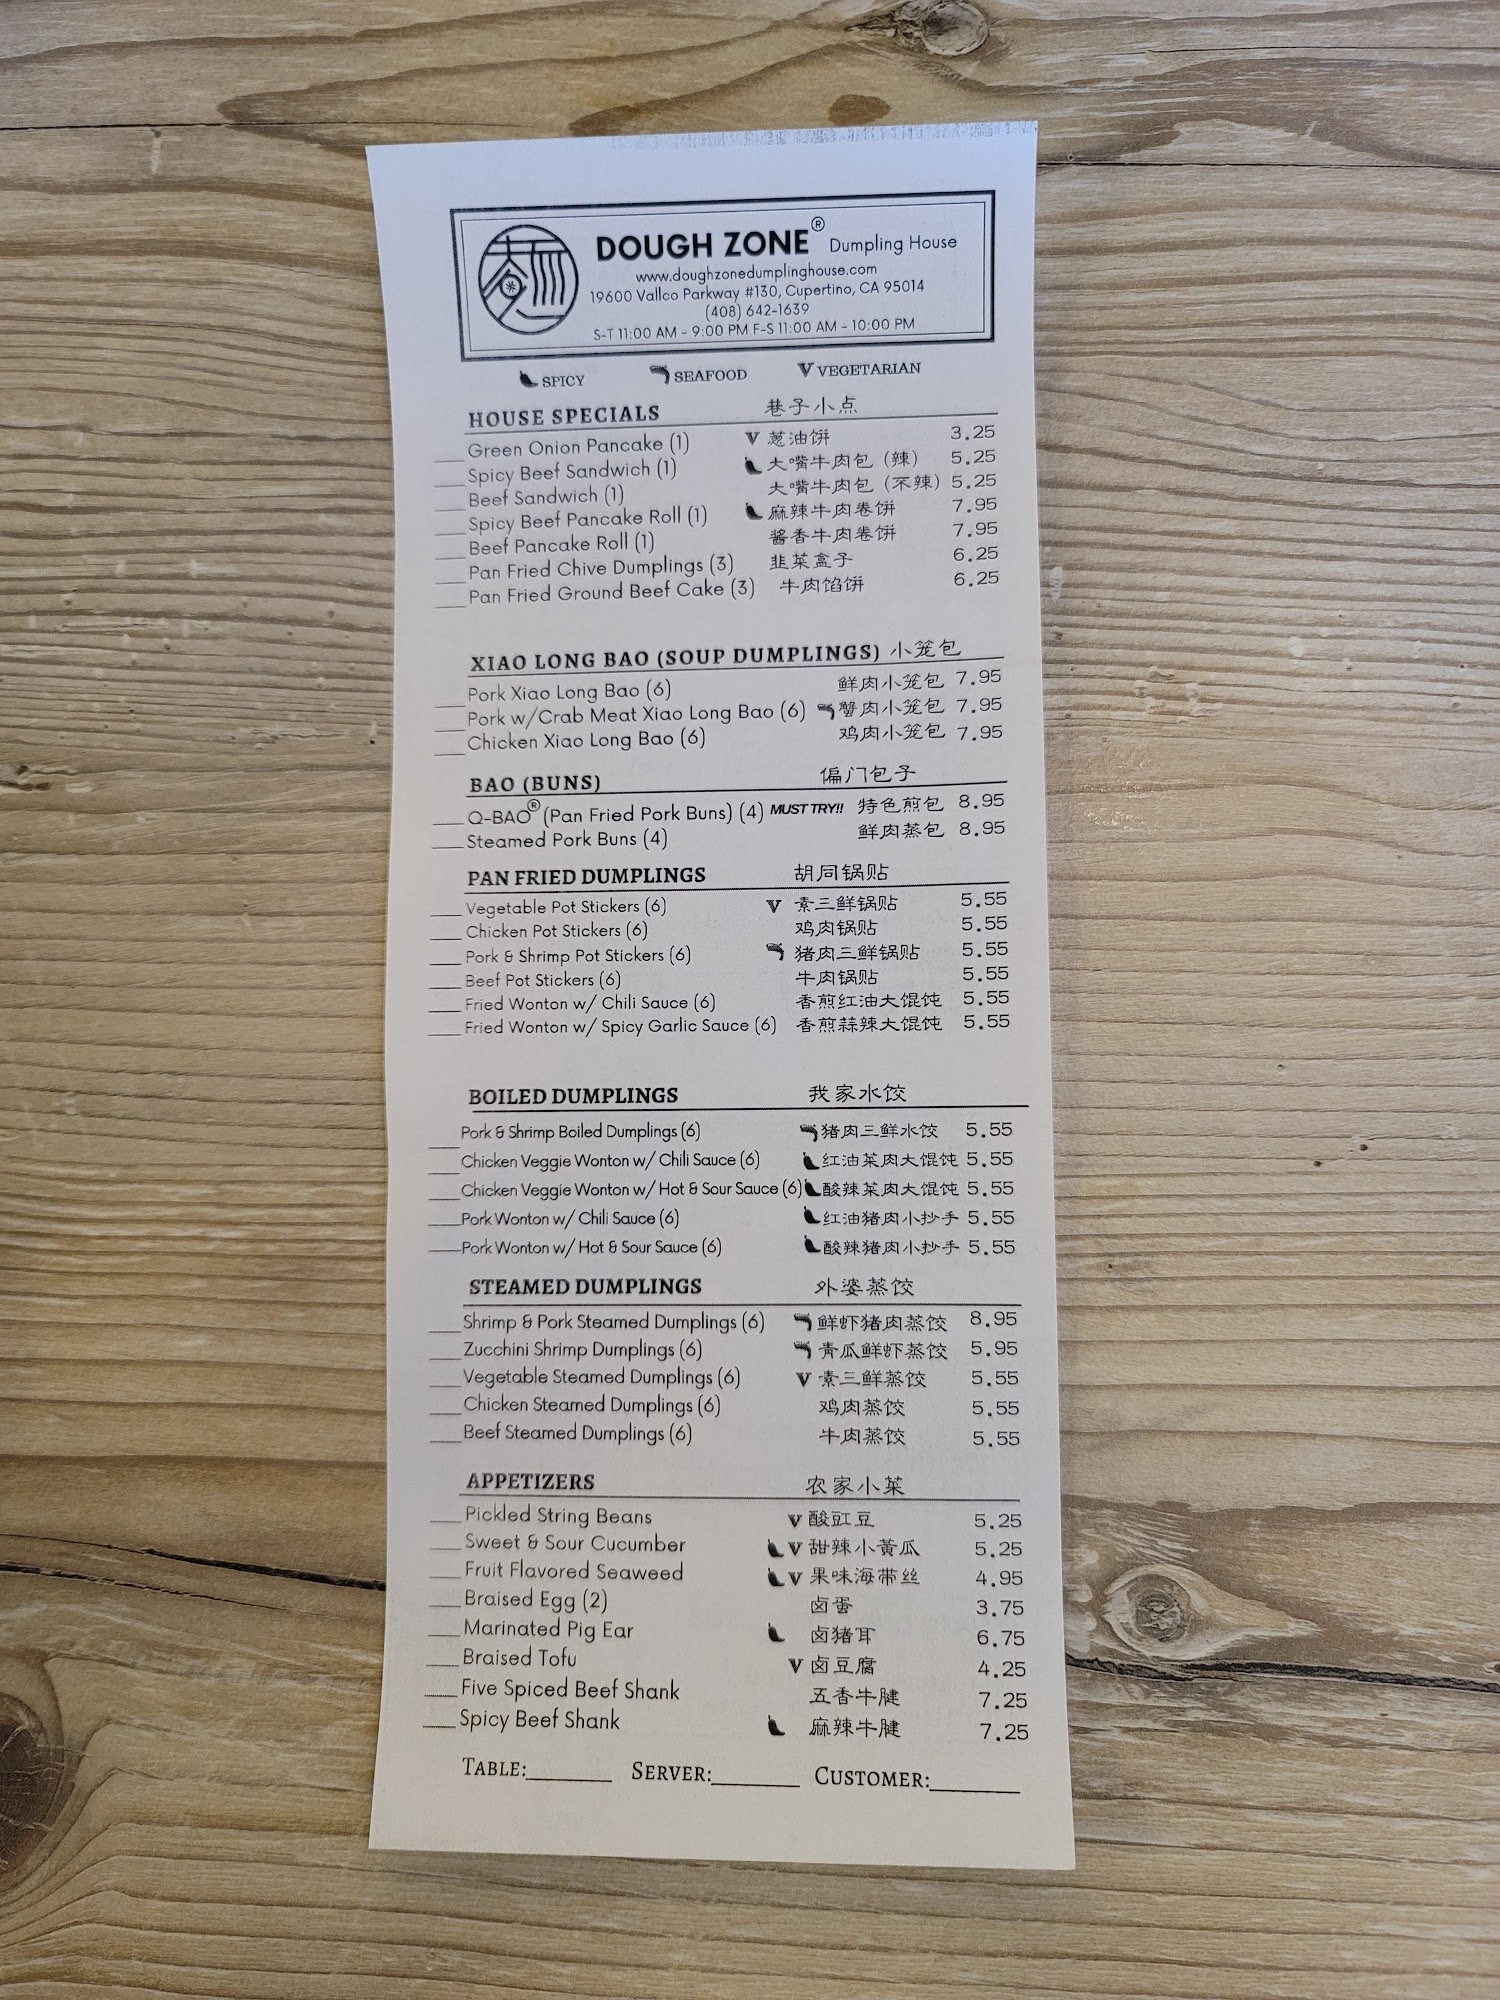 DOUGH ZONE® Dumpling House
www.doughzonedumplinghouse.com
19600 Vallco Parkway #130, Cupertino, CA 95014
(408) 642-1639
S-T 11:00 AM - 9:00 PM F-S 11:00 AM - 10:00 PM
SPICY SEAFOOD V VEGETARIAN
HOUSE SPECIALS 巷子小点
Green Onion Pancake (1) V 葱油饼 3.25
Spicy Beef Sandwich (1) 大嘴牛肉包 (辣) 5.25
Beef Sandwich (1) 大嘴牛肉包 (不辣) 5.25
Spicy Beef Pancake Roll (1) 麻辣牛肉卷饼 7.95
Beef Pancake Roll (1) 酱香牛肉卷饼 7.95
Pan Fried Chive Dumplings (3) 韭菜盒子 6.25
Pan Fried Ground Beef Cake (3) 牛肉馅饼 6.25
XIAO LONG BAO (SOUP DUMPLINGS) 小笼包
Pork Xiao Long Bao (6) 鲜肉小笼包 7.95
Pork w/Crab Meat Xiao Long Bao (6) 蟹肉小笼包 7.95
Chicken Xiao Long Bao (6) 鸡肉小笼包 7.95
BAO (BUNS) 偏门包子
Q-BAO® (Pan Fried Pork Buns) (4) MUST TRY!! 特色煎包 8.95
Steamed Pork Buns (4) 鲜肉蒸包 8.95
PAN FRIED DUMPLINGS 胡同锅贴
Vegetable Pot Stickers (6) V 素三鲜锅贴 5.55
Chicken Pot Stickers (6) 鸡肉锅贴 5.55
Pork & Shrimp Pot Stickers (6) 猪肉三鲜锅贴 5.55
Beef Pot Stickers (6) 牛肉锅贴 5.55
Fried Wonton w/ Chili Sauce (6) 香煎红油大馄饨 5.55
Fried Wonton w/ Spicy Garlic Sauce (6) 香煎蒜辣大馄饨 5.55
BOILED DUMPLINGS 我家水饺
Pork & Shrimp Boiled Dumplings (6) 猪肉三鲜水饺 5.55
Chicken Veggie Wonton w/ Chili Sauce (6) 红油菜肉大馄饨 5.55
Chicken Veggie Wonton w/ Hot & Sour Sauce (6) 酸辣菜肉大馄饨 5.55
Pork Wonton w/ Chili Sauce (6) 红油猪肉小抄手 5.55
Pork Wonton w/ Hot & Sour Sauce (6) 酸辣猪肉小抄手 5.55
STEAMED DUMPLINGS 外婆蒸饺
Shrimp & Pork Steamed Dumplings (6) 鲜虾猪肉蒸饺 8.95
Zucchini Shrimp Dumplings (6) 青瓜鲜虾蒸饺 5.95
Vegetable Steamed Dumplings (6) V 素三鲜蒸饺 5.55
Chicken Steamed Dumplings (6) 鸡肉蒸饺 5.55
Beef Steamed Dumplings (6) 牛肉蒸饺 5.55
APPETIZERS 农家小菜
Pickled String Beans V 酸豇豆 5.25
Sweet & Sour Cucumber V 甜辣小黄瓜 5.25
Fruit Flavored Seaweed V 果味海带丝 4.95
Braised Egg (2) 卤蛋 3.75
Marinated Pig Ear 卤猪耳 6.75
Braised Tofu V 卤豆腐 4.25
Five Spiced Beef Shank 五香牛腱 7.25
Spicy Beef Shank 麻辣牛腱 7.25
TABLE:________ SERVER:________ CUSTOMER:________